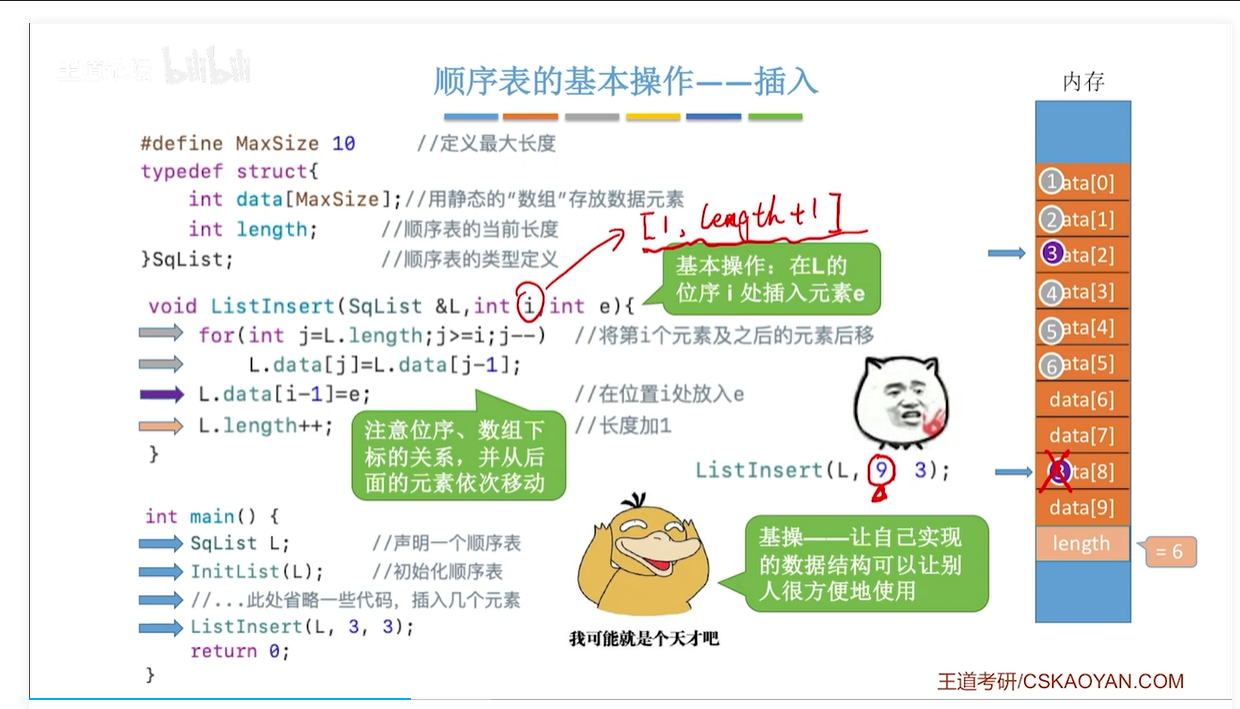 bilibili
顺序表的基本操作——插入
#define MaxSize 10 //定义最大长度
typedef struct{
int data[MaxSize];//用静态的“数组”存放数据元素
int length; //顺序表的当前长度
}SqList; //顺序表的类型定义
[1, length+1]
基本操作：在L的
位序 i 处插入元素e
void ListInsert(SqList &L,int i int e){
for(int j=L.length;j>=i;j--) //将第i个元素及之后的元素后移
L.data[j]=L.data[j-1];
L.data[i-1]=e; //在位置i处放入e
L.length++; //长度加1
}
注意位序、数组下
标的关系，并从后
面的元素依次移动
ListInsert(L, 9 3);
int main() {
SqList L; //声明一个顺序表
InitList(L); //初始化顺序表
//...此处省略一些代码，插入几个元素
ListInsert(L, 3, 3);
return 0;
}
基操——让自己实现
的数据结构可以让别
人很方便地使用
我可能就是个天才吧
内存
1 ata[0]
2 ata[1]
3 ata[2]
4 ata[3]
5 ata[4]
6 ata[5]
data[6]
data[7]
3 ta[8]
data[9]
length
= 6
王道考研/CSKAOYAN.COM